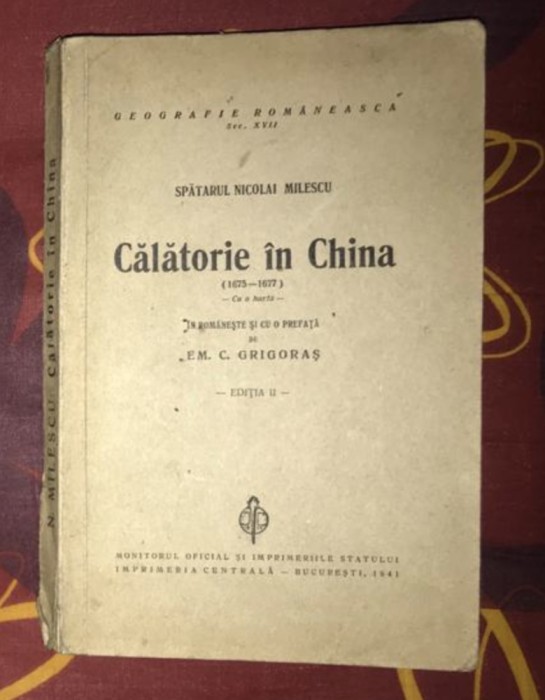 GEOGRAFIE ROMÂNEASCA
Sec. XVII
SPĂTARUL NICOLAI MILESCU
Călătorie în China
(1675—1677)
— Cu o hartă —
ÎN ROMÂNEȘTE ȘI CU O PREFAȚĂ
DE
EM. C. GRIGORAȘ
— EDIȚIA II —
MONITORUL OFICIAL ȘI IMPRIMERIILE STATULUI
IMPRIMERIA CENTRALĂ — BUCUREȘTI, 1941
N. MILESCU: Călătorie în China